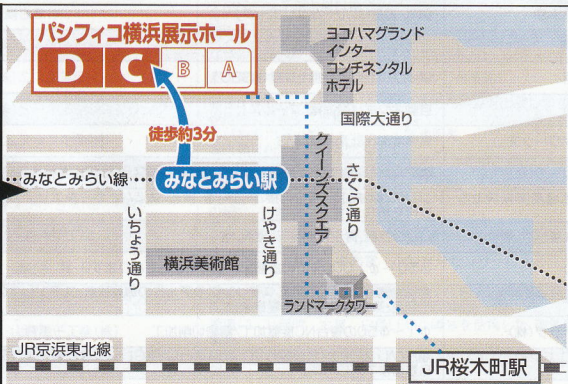 パシフィコ横浜展示ホール
D C B A
ヨコハマグランド
インター
コンチネンタル
ホテル
国際大通り
徒歩約3分
みなとみらい線
みなとみらい駅
クイーンズスクエア
さくら通り
いちょう通り
けやき通り
横浜美術館
ランドマークタワー
JR京浜東北線
JR桜木町駅